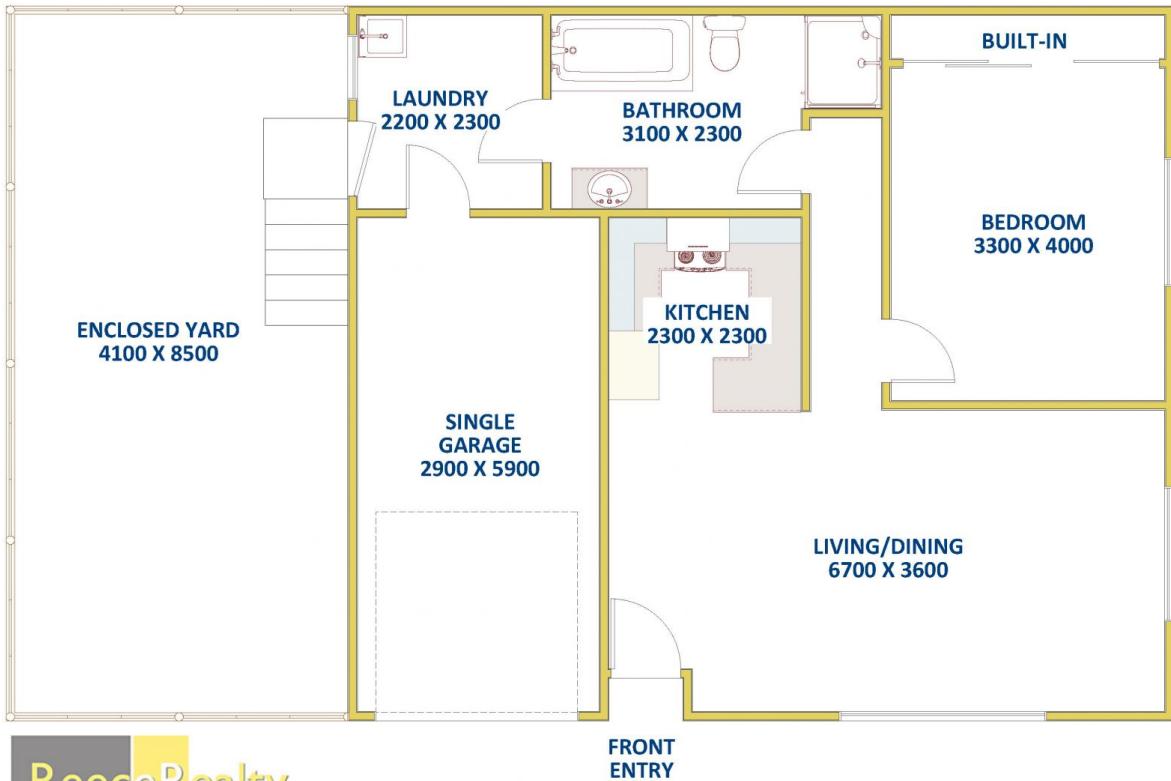 BUILT-IN
LAUNDRY
2200 X 2300
BATHROOM
3100 X 2300
BEDROOM
3300 X 4000
KITCHEN
2300 X 2300
ENCLOSED YARD
4100 X 8500
SINGLE
GARAGE
2900 X 5900
LIVING/DINING
6700 X 3600
FRONT
ENTRY
ReeceRealty